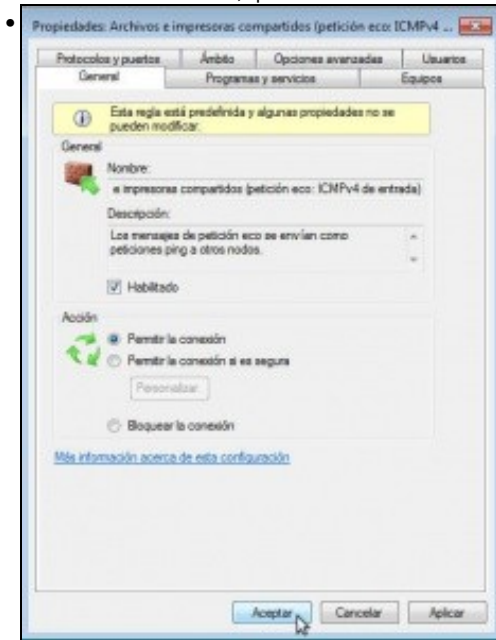 Propiedades: Archivos e impresoras compartidos (petición eco: ICMPv4 ...
Protocolos y puertos Ámbito Opciones avanzadas Usuarios
General Programas y servicios Equipos
Esta regla está predefinida y algunas propiedades no se
pueden modificar.
General
Nombre:
e impresoras compartidos (petición eco: ICMPv4 de entrada)
Descripción:
Los mensajes de petición eco se envían como
peticiones ping a otros nodos.
Habilitado
Acción
Permitir la conexión
Permitir la conexión si es segura
Personalizar...
Bloquear la conexión
Más información acerca de esta configuración
Aceptar Cancelar Aplicar